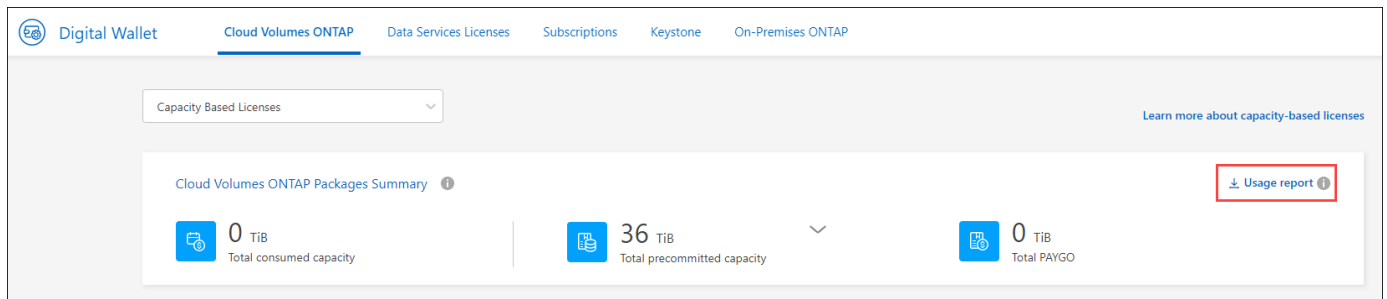 Digital Wallet
Cloud Volumes ONTAP
Data Services Licenses
Subscriptions
Keystone
On-Premises ONTAP
Capacity Based Licenses
Learn more about capacity-based licenses
Cloud Volumes ONTAP Packages Summary
Usage report
0 TiB
Total consumed capacity
36 TiB
Total precommitted capacity
0 TiB
Total PAYGO